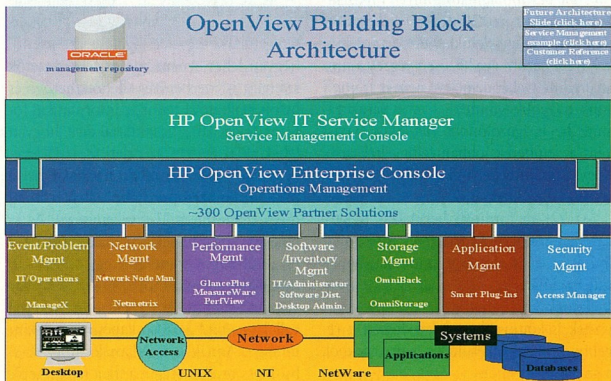 OpenView Building Block
Architecture
ORACLE
management repository
Future Architecture
Slide (click here)
Service Management
example (click here)
Customer Reference
(click here)
HP OpenView IT Service Manager
Service Management Console
HP OpenView Enterprise Console
Operations Management
~300 OpenView Partner Solutions
Event/Problem
Mgmt
IT/Operations
ManageX
Network
Mgmt
Network Node Man.
Netmetrix
Performance
Mgmt
GlancePlus
MeasureWare
PerfView
Software
/Inventory
Mgmt
IT/Administrator
Software Dist.
Desktop Admin.
Storage
Mgmt
OmniBack
OmniStorage
Application
Mgmt
Smart Plug-Ins
Security
Mgmt
Access Manager
Desktop
Network
Access
Network
Applications
Systems
Databases
UNIX
NT
NetWare